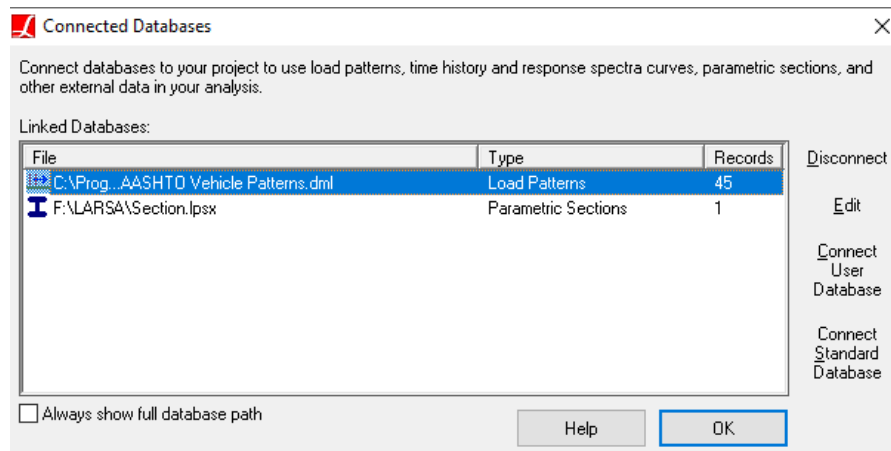 Connected Databases
Connect databases to your project to use load patterns, time history and response spectra curves, parametric sections, and
other external data in your analysis.
Linked Databases:
File Type Records
C:\Prog...AASHTO Vehicle Patterns.dml Load Patterns 45
F:\LARSA\Section.lpsx Parametric Sections 1
Disconnect
Edit
Connect
User
Database
Connect
Standard
Database
Always show full database path
Help OK